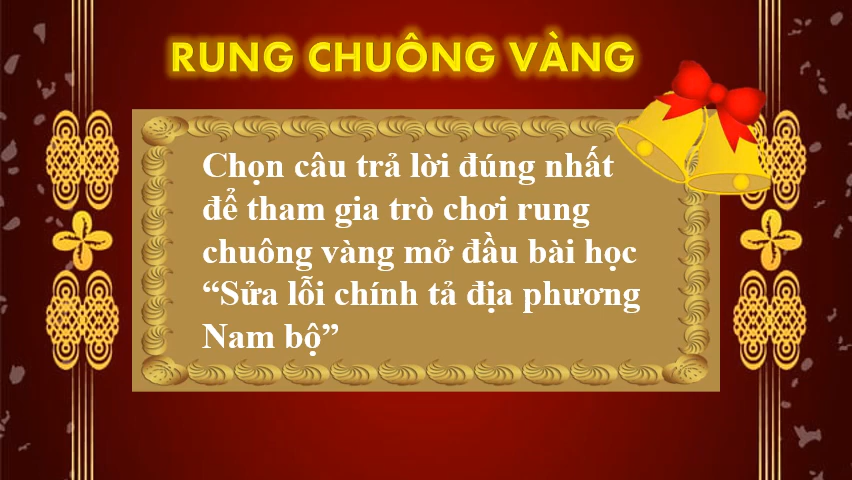 RUNG CHUÔNG VÀNG
Chọn câu trả lời đúng nhất
để tham gia trò chơi rung
chuông vàng mở đầu bài học
“Sửa lỗi chính tả địa phương
Nam bộ”